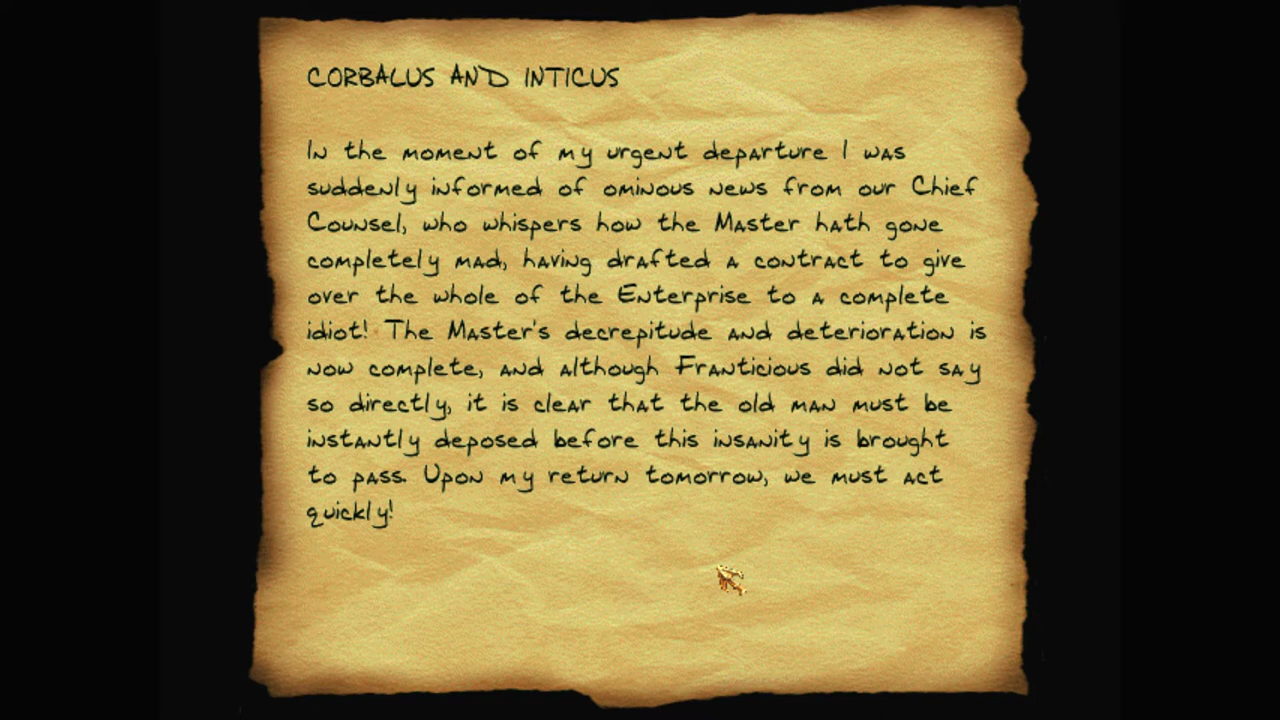 CORBALUS AND INTICUS
In the moment of my urgent departure I was
suddenly informed of ominous news from our Chief
Counsel, who whispers how the Master hath gone
completely mad, having drafted a contract to give
over the whole of the Enterprise to a complete
idiot! The Master's decrepitude and deterioration is
now complete, and although Franticious did not say
so directly, it is clear that the old man must be
instantly deposed before this insanity is brought
to pass. Upon my return tomorrow, we must act
quickly!